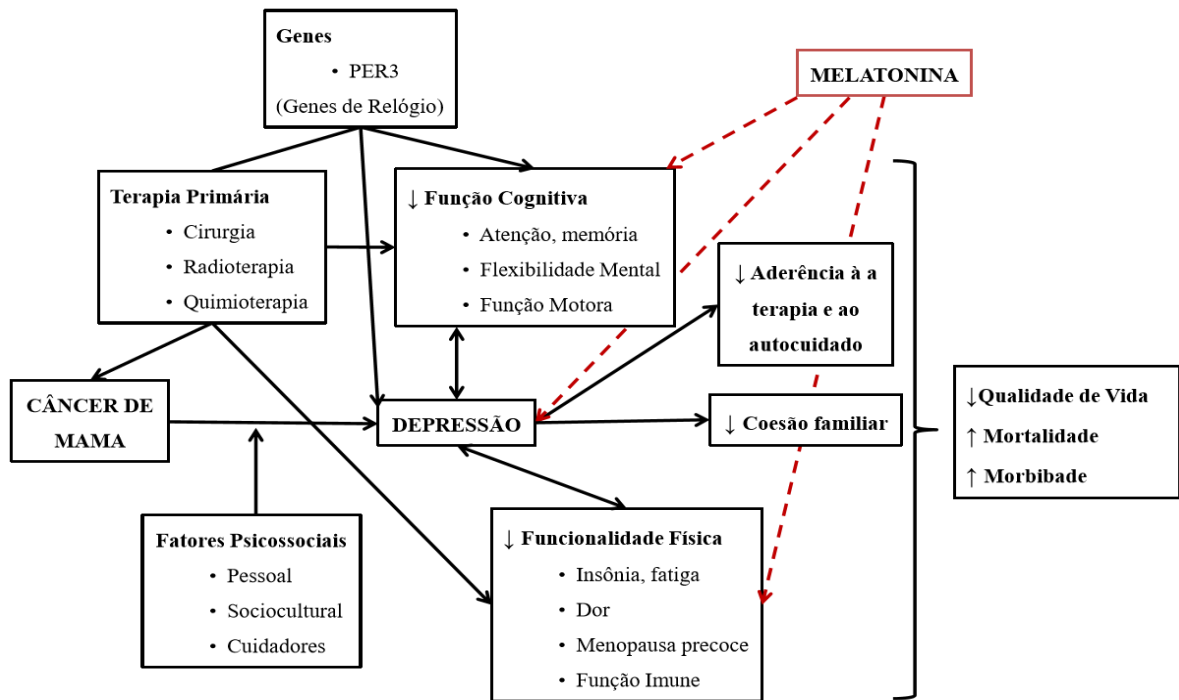 Genes
• PER3
(Genes de Relógio)
MELATONINA
Terapia Primária
• Cirurgia
• Radioterapia
• Quimioterapia
↓ Função Cognitiva
• Atenção, memória
• Flexibilidade Mental
• Função Motora
↓ Aderência à a
terapia e ao
autocuidado
CÂNCER DE
MAMA
DEPRESSÃO
↓ Coesão familiar
↓Qualidade de Vida
↑ Mortalidade
↑ Morbibade
Fatores Psicossociais
• Pessoal
• Sociocultural
• Cuidadores
↓ Funcionalidade Física
• Insônia, fatiga
• Dor
• Menopausa precoce
• Função Imune